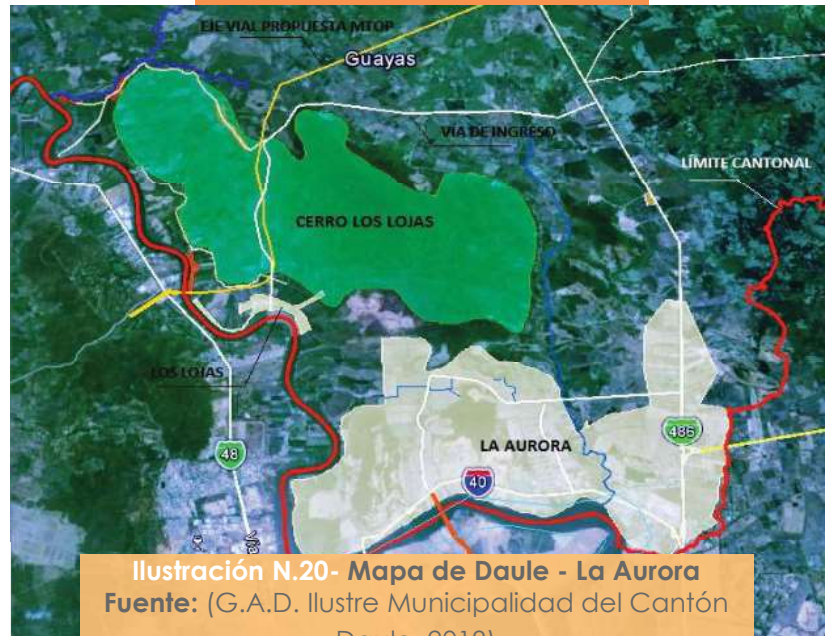 EJE VIAL PROPUESTA MTOP
Guayas
VIA DE INGRESO
LÍMITE CANTONAL
CERRO LOS LOJAS
LOS LOJAS
LA AURORA
486
48
40
Ilustración N.20- Mapa de Daule - La Aurora
Fuente: (G.A.D. Ilustre Municipalidad del Cantón